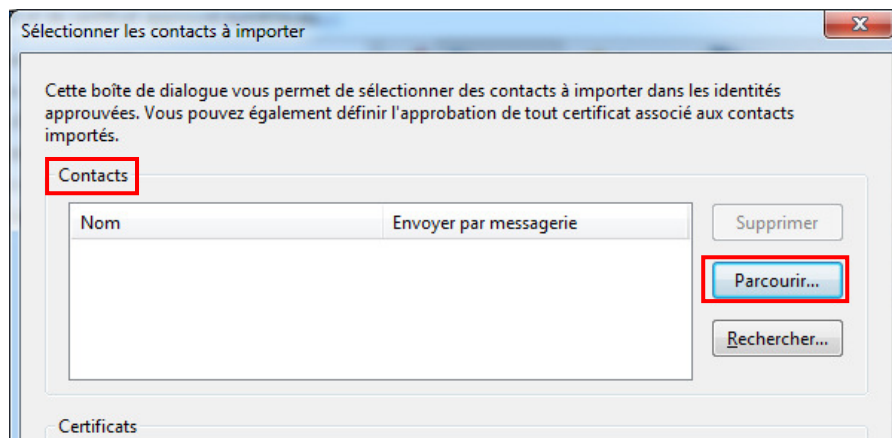 Sélectionner les contacts à importer
Cette boîte de dialogue vous permet de sélectionner des contacts à importer dans les identités
approuvées. Vous pouvez également définir l'approbation de tout certificat associé aux contacts
importés.
Contacts
Nom Envoyer par messagerie Supprimer
Parcourir...
Rechercher...
Certificats